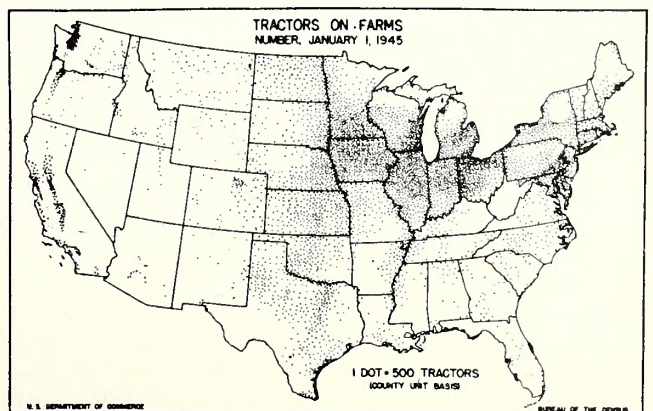 TRACTORS ON FARMS
NUMBER, JANUARY 1, 1945
1 DOT = 500 TRACTORS
(COUNTY UNIT BASIS)
U. S. DEPARTMENT OF COMMERCE
BUREAU OF THE CENSUS